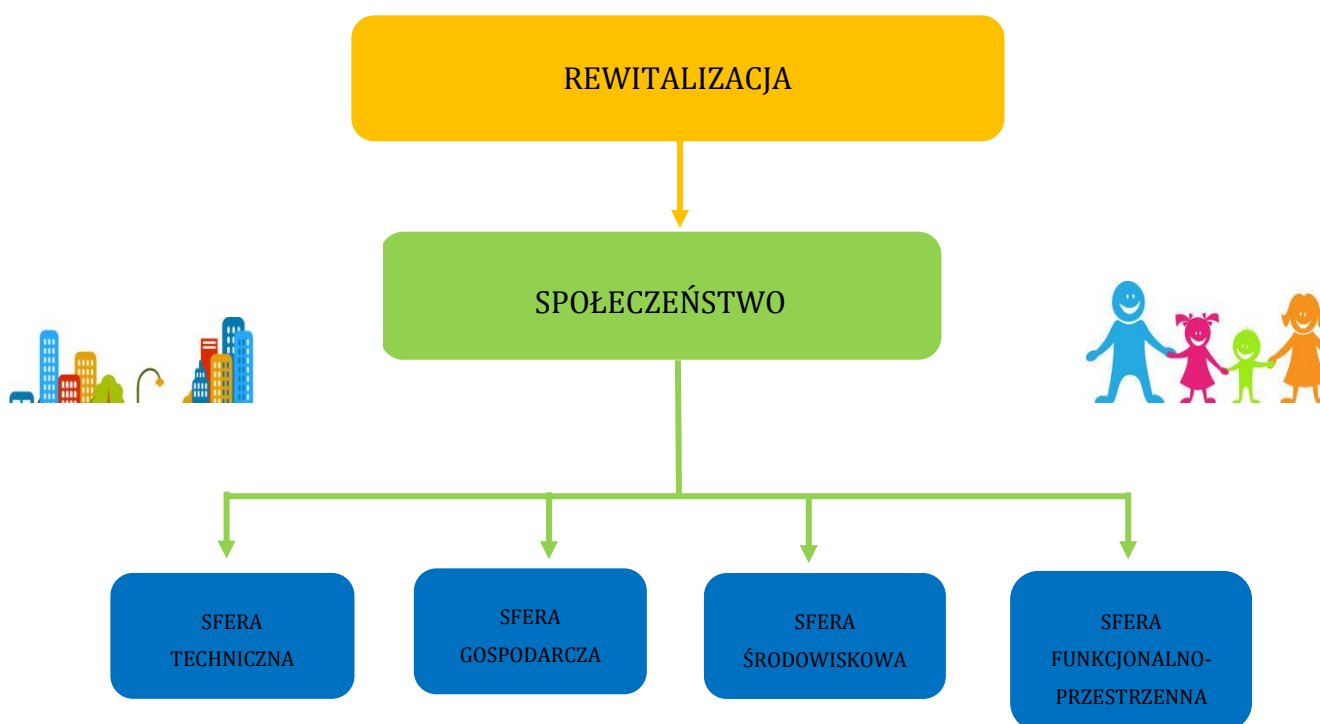 REWITALIZACJA
SPOŁECZEŃSTWO
SFERA
TECHNICZNA
SFERA
GOSPODARCZA
SFERA
ŚRODOWISKOWA
SFERA
FUNKCJONALNO-
PRZESTRZENNA